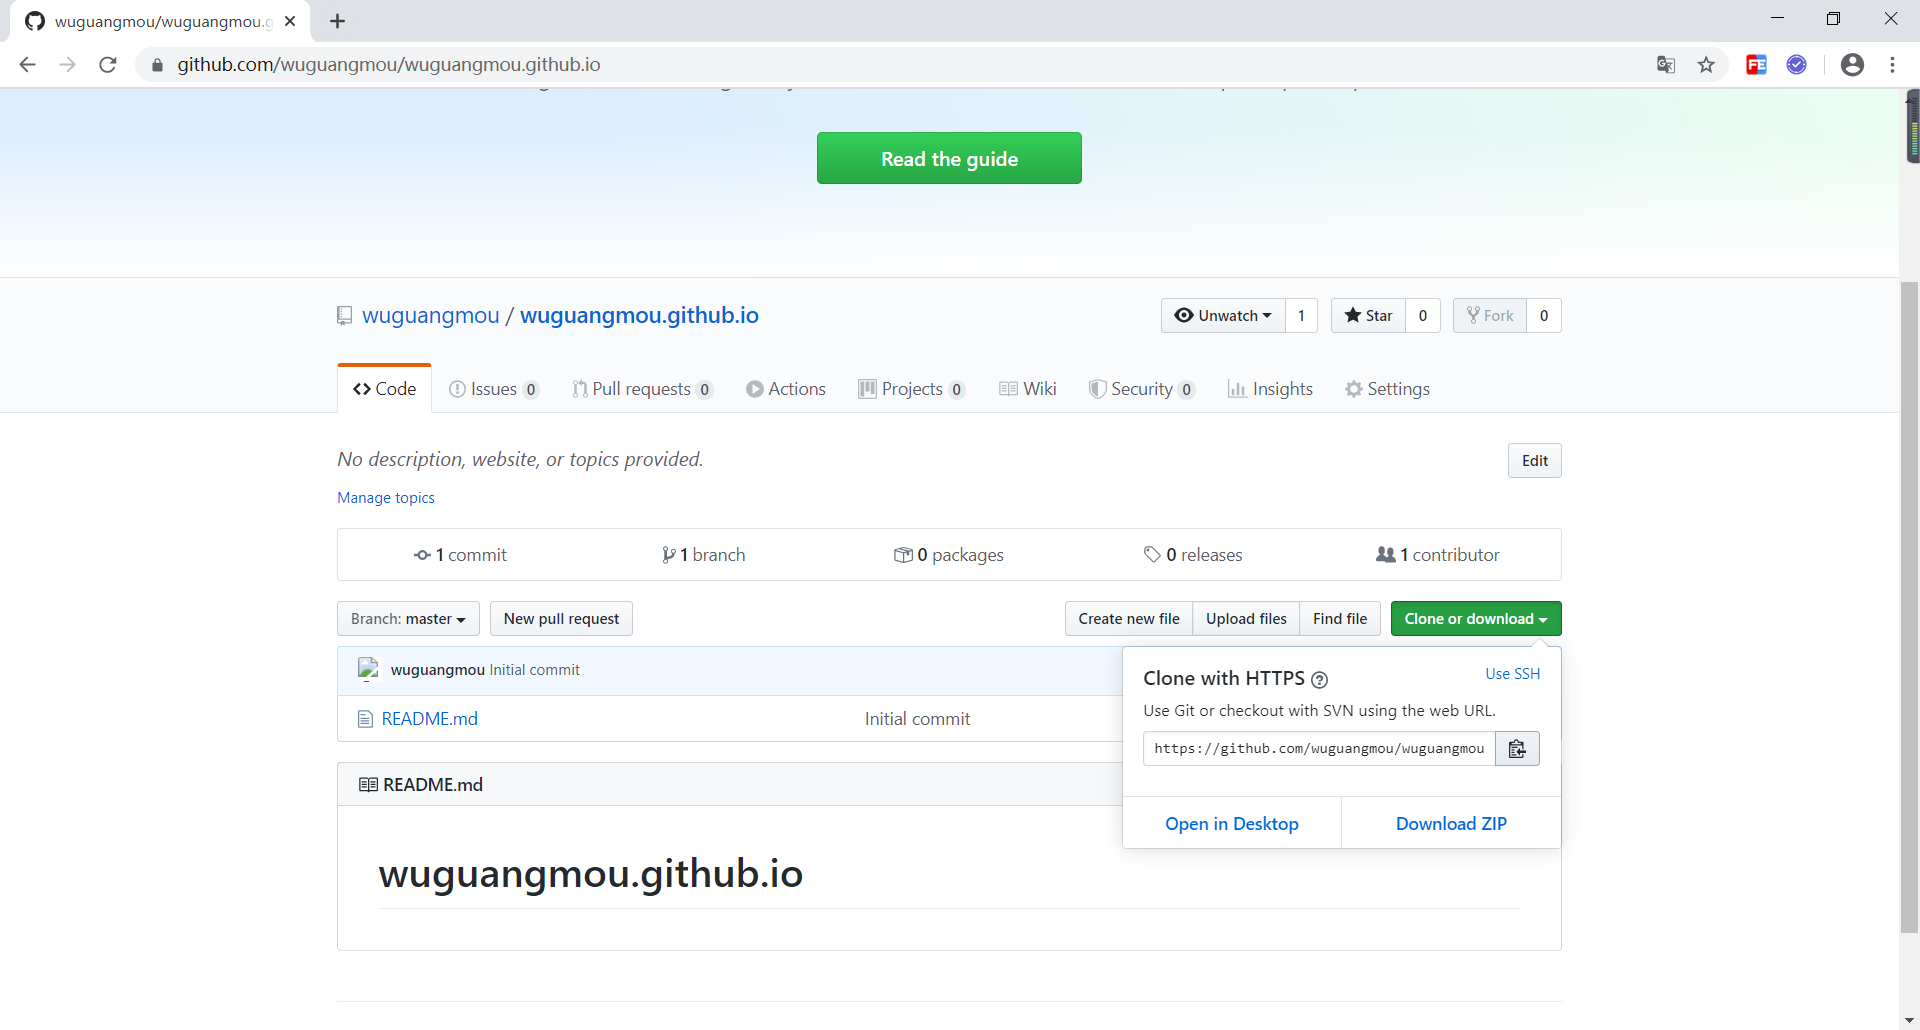 wuguangmou/wuguangmou.g
github.com/wuguangmou/wuguangmou.github.io
Read the guide
wuguangmou / wuguangmou.github.io
Unwatch 1 Star 0 Fork 0
Code Issues 0 Pull requests 0 Actions Projects 0 Wiki Security 0 Insights Settings
No description, website, or topics provided.
Edit
Manage topics
1 commit 1 branch 0 packages 0 releases 1 contributor
Branch: master New pull request Create new file Upload files Find file Clone or download
wuguangmou Initial commit
README.md Initial commit
Clone with HTTPS ? Use SSH
Use Git or checkout with SVN using the web URL.
https://github.com/wuguangmou/wuguangmou
Open in Desktop Download ZIP
README.md
wuguangmou.github.io